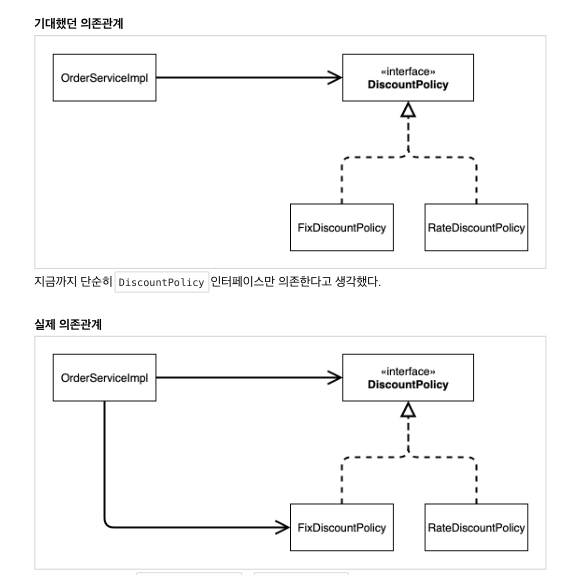 기대했던 의존관계
OrderServiceImpl
«interface»
DiscountPolicy
FixDiscountPolicy
RateDiscountPolicy
지금까지 단순히 DiscountPolicy 인터페이스만 의존한다고 생각했다.
실제 의존관계
OrderServiceImpl
«interface»
DiscountPolicy
FixDiscountPolicy
RateDiscountPolicy